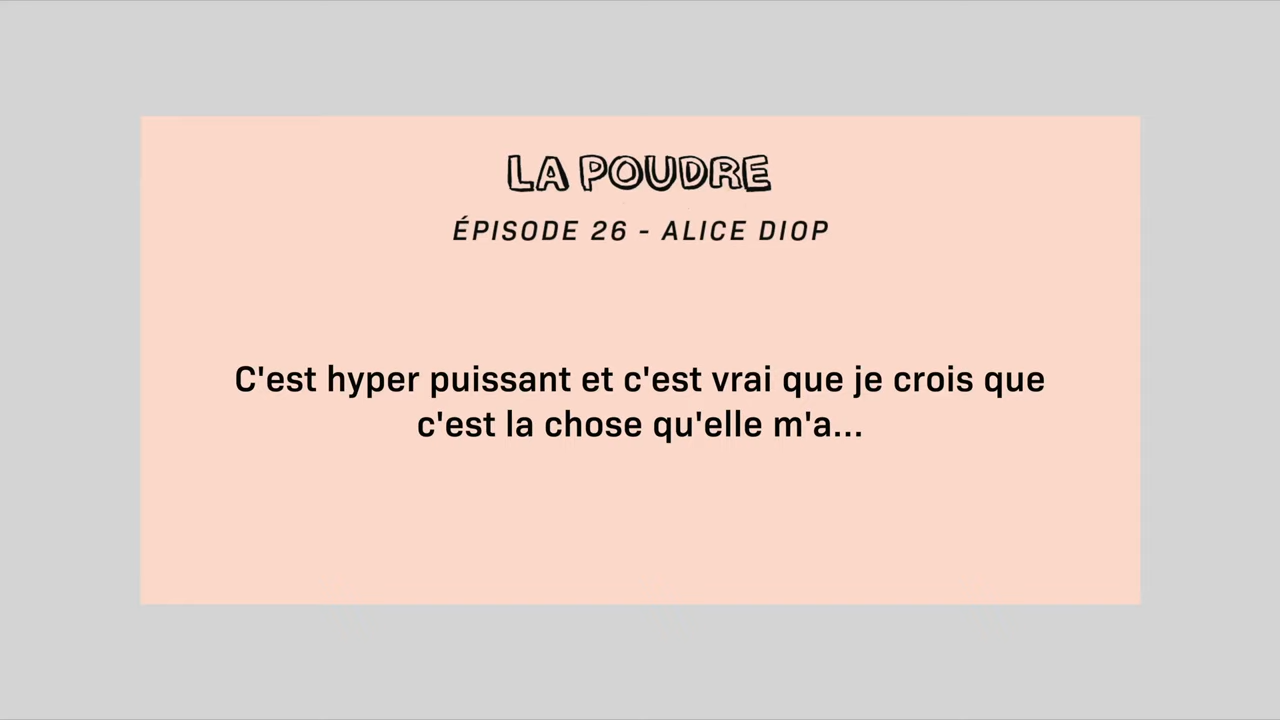 LA POUDRE
ÉPISODE 26 - ALICE DIOP
C'est hyper puissant et c'est vrai que je crois que
c'est la chose qu'elle m'a...